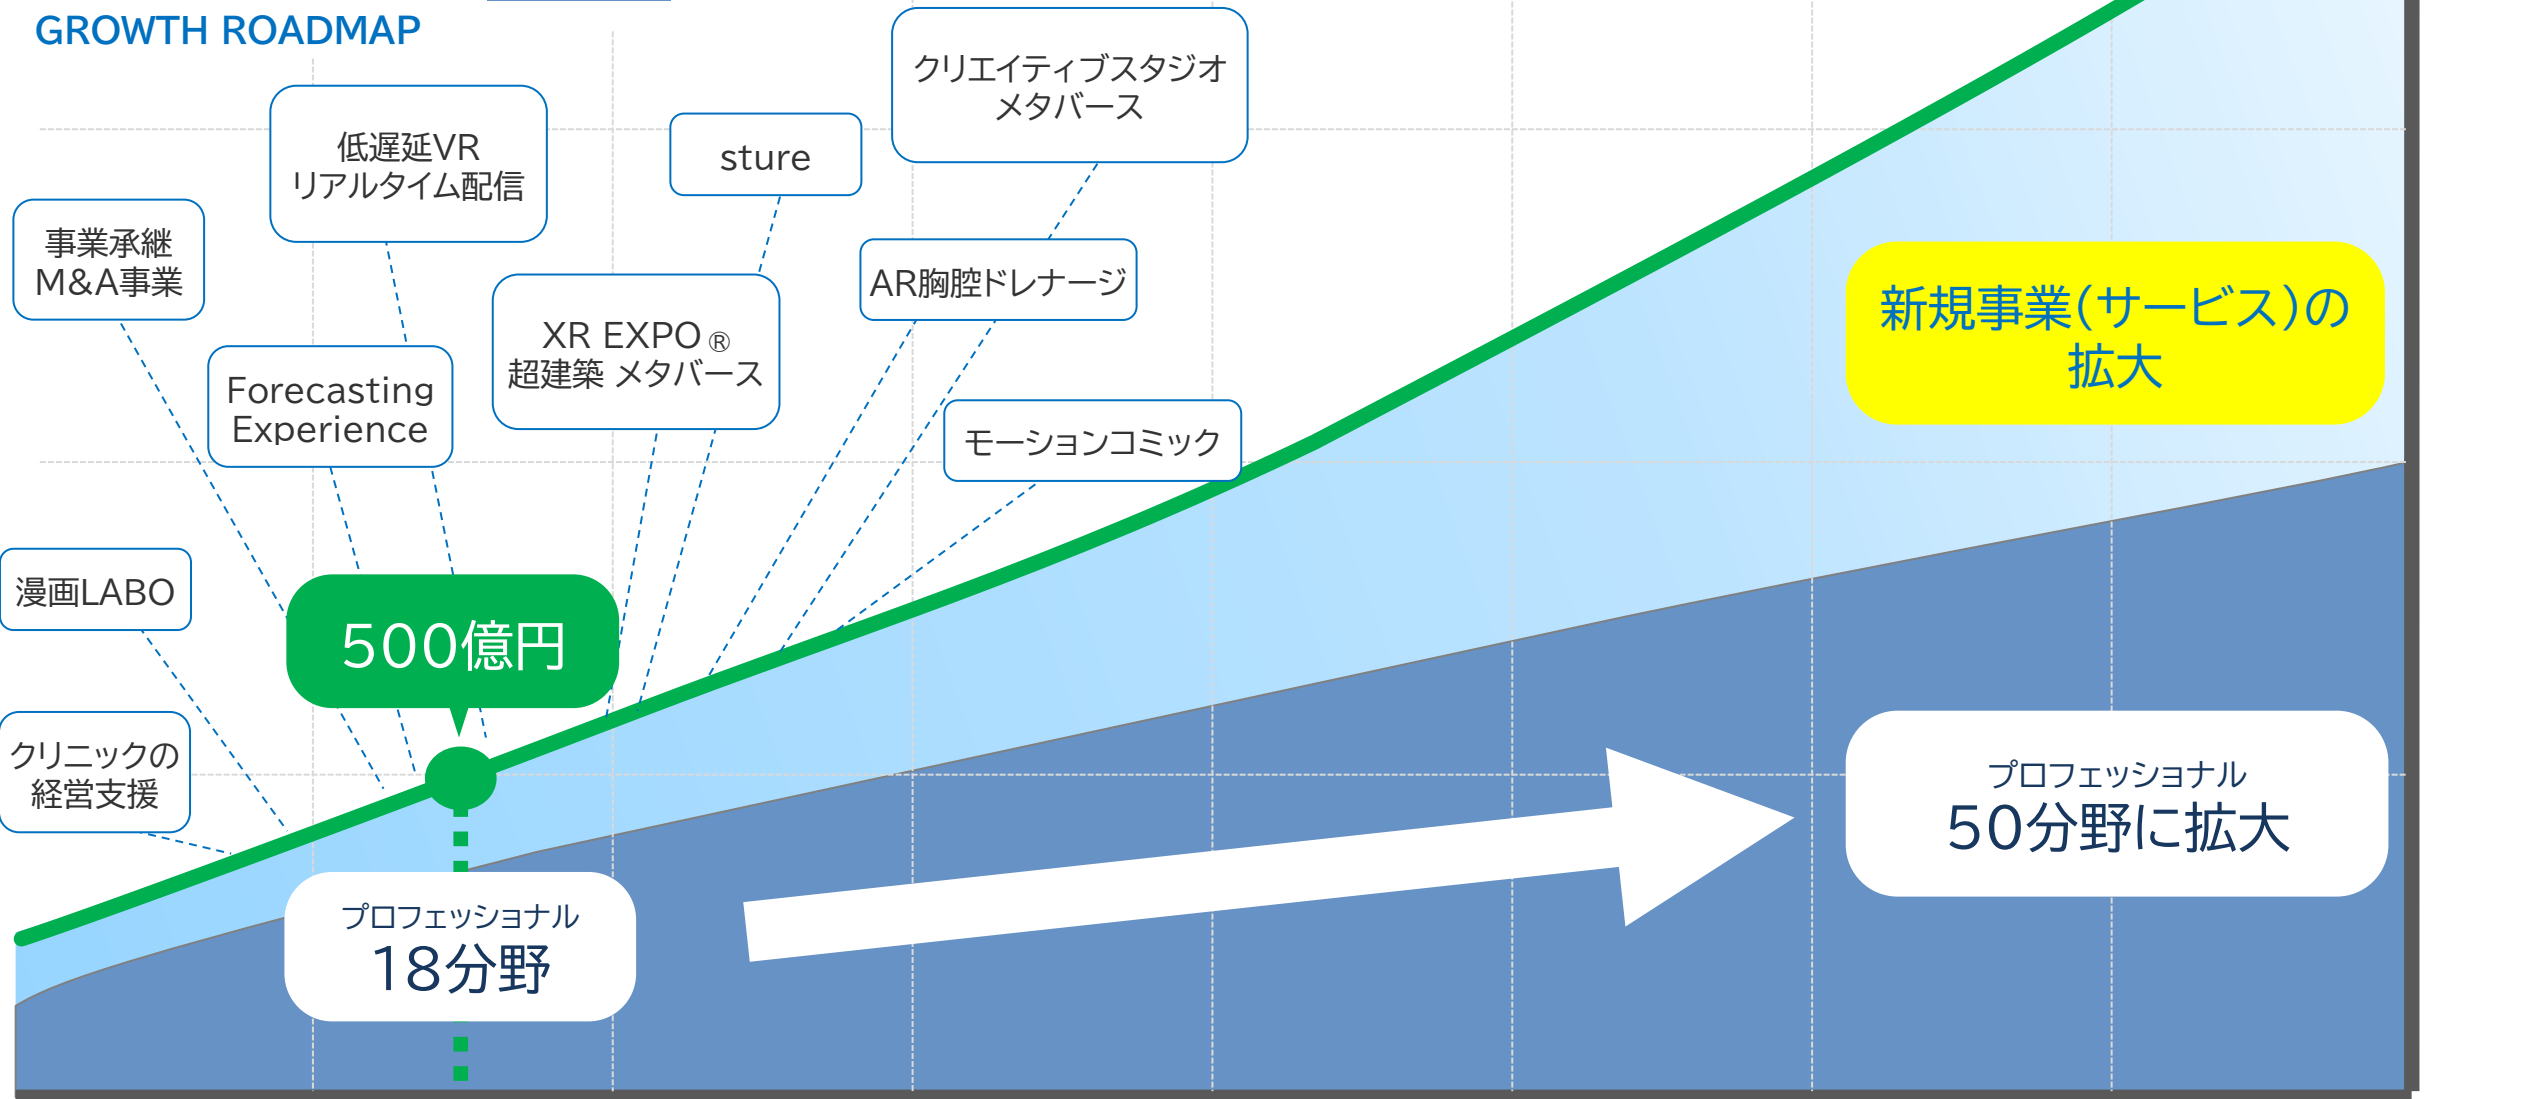 GROWTH ROADMAP
クリエイティブスタジオ
メタバース
低遅延VR
リアルタイム配信
sture
事業承継
M&A事業
AR胸腔ドレナージ
XR EXPO ®
超建築 メタバース
Forecasting
Experience
モーションコミック
新規事業(サービス)の
拡大
漫画LABO
500億円
クリニックの
経営支援
プロフェッショナル
50分野に拡大
プロフェッショナル
18分野